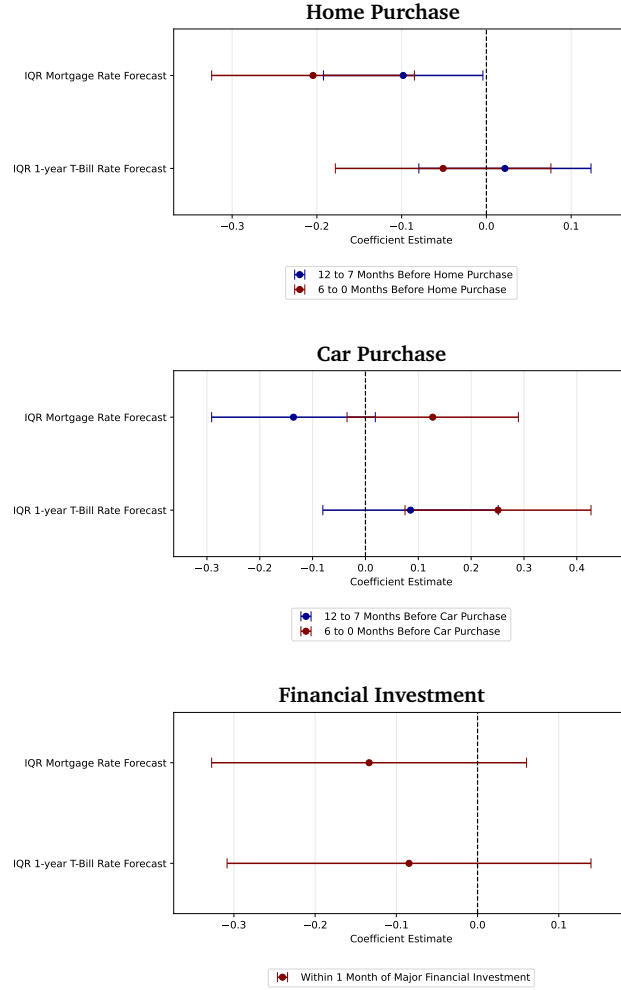 Home Purchase
IQR Mortgage Rate Forecast
IQR 1-year T-Bill Rate Forecast
−0.3 −0.2 −0.1 0.0 0.1
Coefficient Estimate
12 to 7 Months Before Home Purchase
6 to 0 Months Before Home Purchase
Car Purchase
IQR Mortgage Rate Forecast
IQR 1-year T-Bill Rate Forecast
−0.3 −0.2 −0.1 0.0 0.1 0.2 0.3 0.4
Coefficient Estimate
12 to 7 Months Before Car Purchase
6 to 0 Months Before Car Purchase
Financial Investment
IQR Mortgage Rate Forecast
IQR 1-year T-Bill Rate Forecast
−0.3 −0.2 −0.1 0.0 0.1
Coefficient Estimate
Within 1 Month of Major Financial Investment